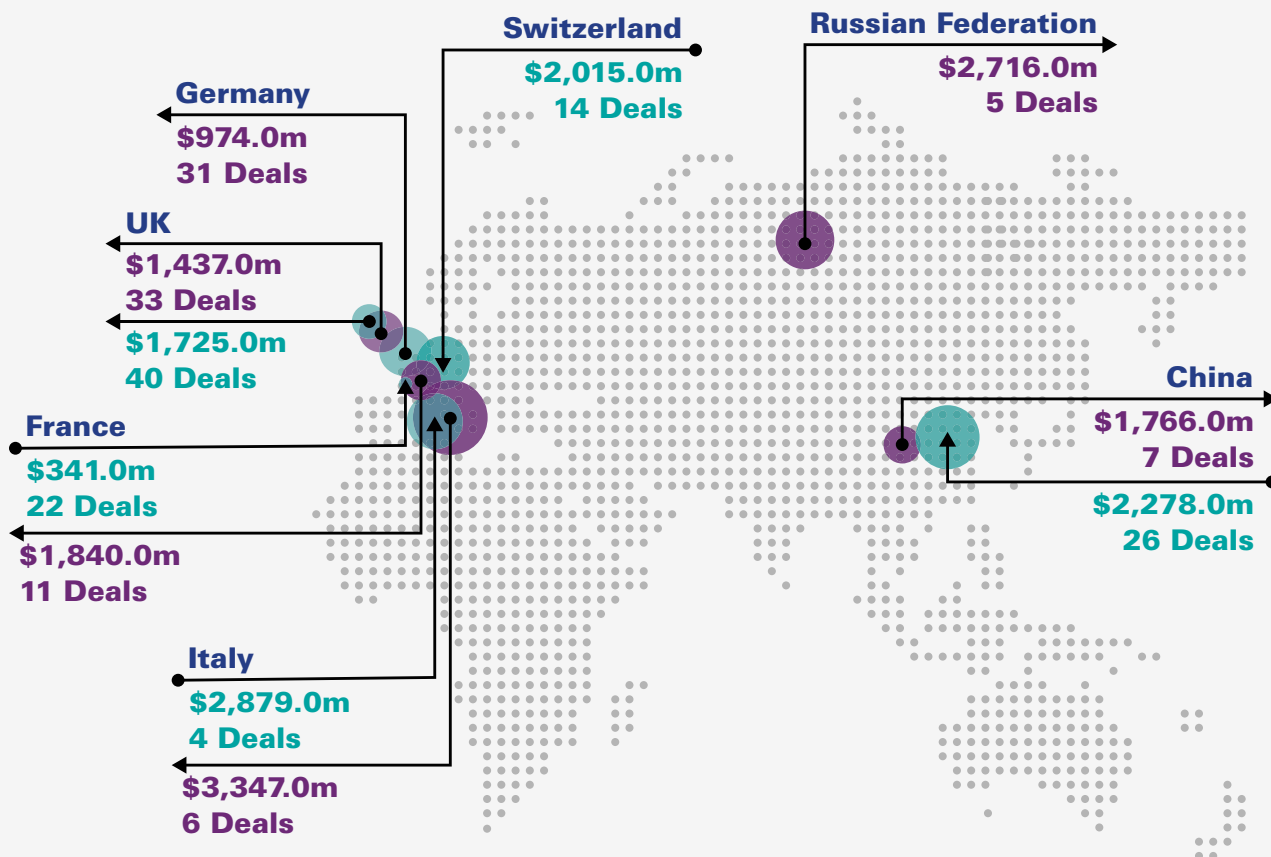 Switzerland
$2,015.0m
14 Deals
Russian Federation
$2,716.0m
5 Deals
Germany
$974.0m
31 Deals
UK
$1,437.0m
33 Deals
$1,725.0m
40 Deals
China
$1,766.0m
7 Deals
$2,278.0m
26 Deals
France
$341.0m
22 Deals
$1,840.0m
11 Deals
Italy
$2,879.0m
4 Deals
$3,347.0m
6 Deals